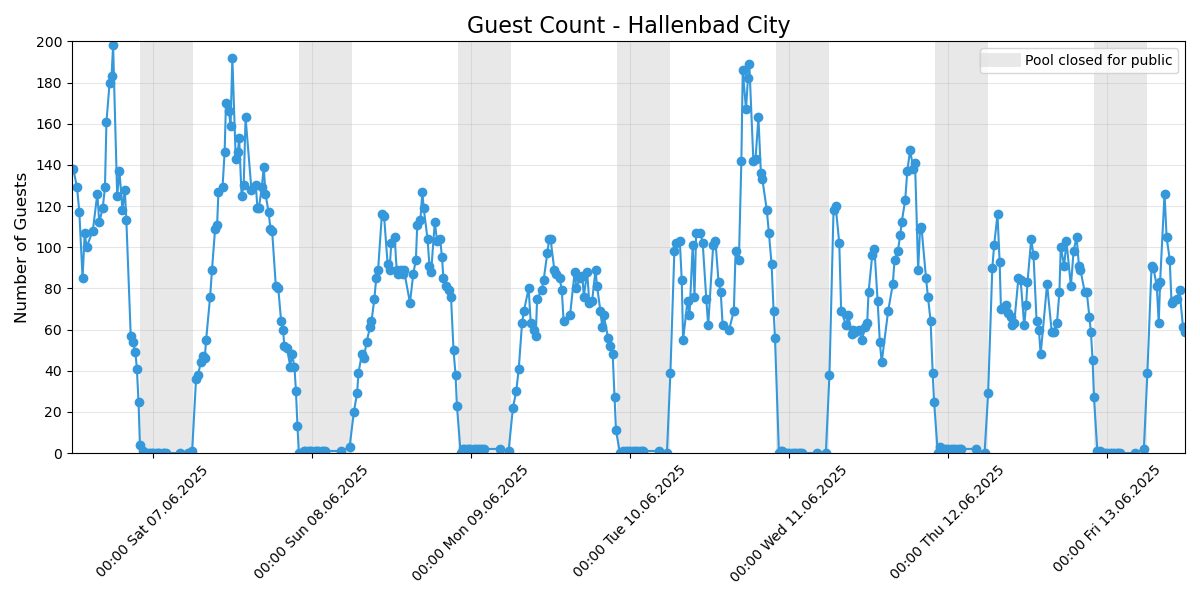 Guest Count - Hallenbad City
Number of Guests
200
180
160
140
120
100
80
60
40
20
0
Pool closed for public
00:00 Sat 07.06.2025
00:00 Sun 08.06.2025
00:00 Mon 09.06.2025
00:00 Tue 10.06.2025
00:00 Wed 11.06.2025
00:00 Thu 12.06.2025
00:00 Fri 13.06.2025